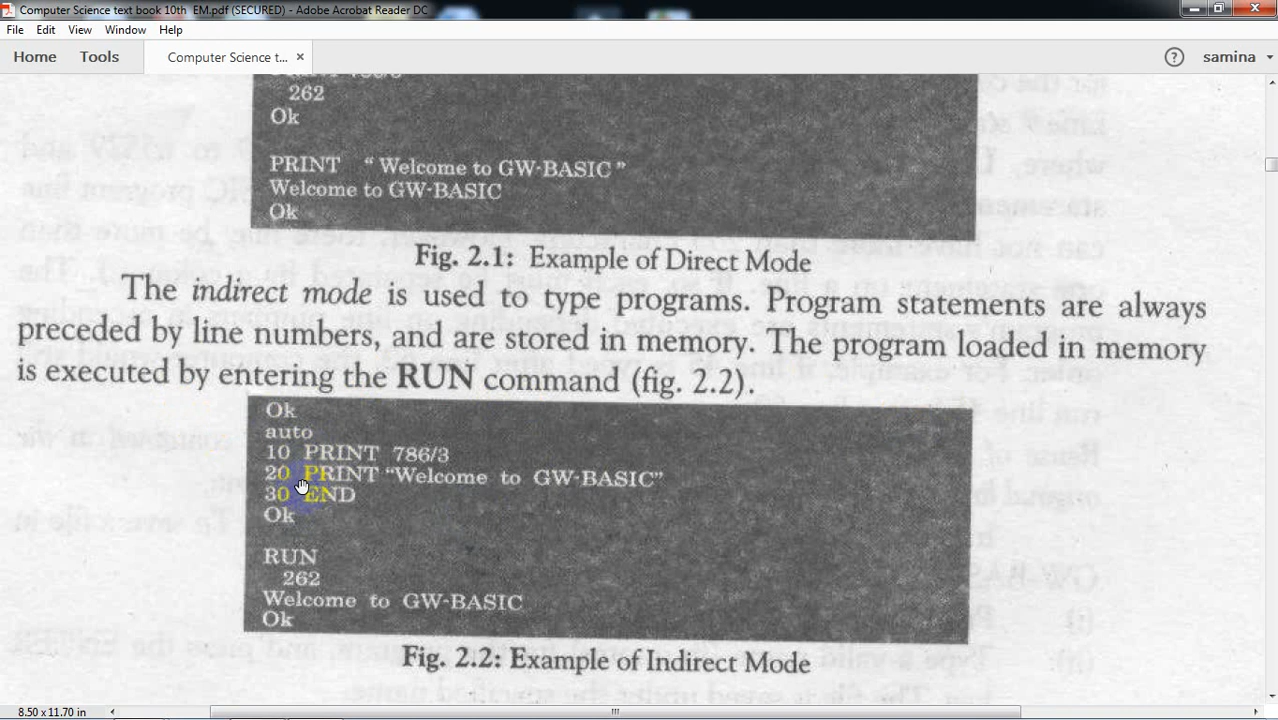 Computer Science text book 10th EM.pdf (SECURED) - Adobe Acrobat Reader DC
File Edit View Window Help
Home Tools Computer Science t... × ? samina
262
Ok
PRINT " Welcome to GW-BASIC "
Welcome to GW-BASIC
Ok
Fig. 2.1: Example of Direct Mode
The indirect mode is used to type programs. Program statements are always
preceded by line numbers, and are stored in memory. The program loaded in memory
is executed by entering the RUN command (fig. 2.2).
Ok
auto
10 PRINT 786/3
20 PRINT “Welcome to GW-BASIC”
30 END
Ok
RUN
262
Welcome to GW-BASIC
Ok
Fig. 2.2: Example of Indirect Mode
8.50 x 11.70 in